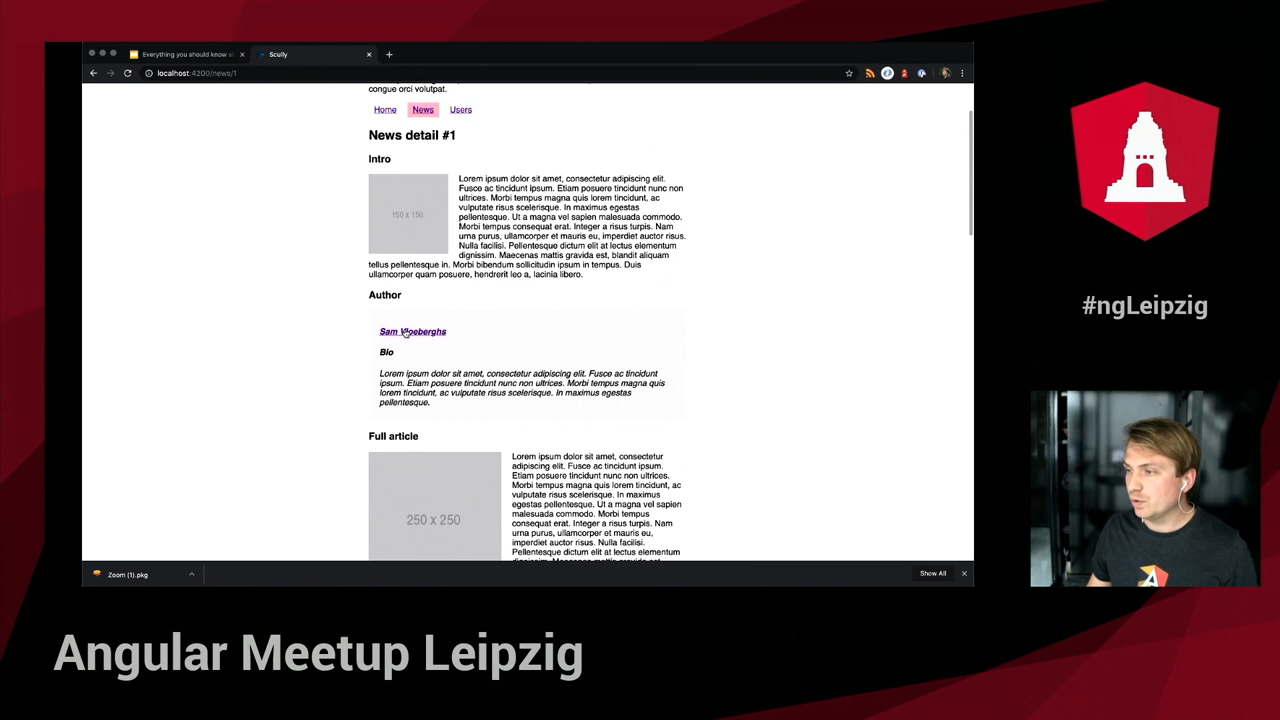 Everything you should know a
Scully
localhost:4200/news/1
congue orci volutpat.
Home News Users
News detail #1
Intro
150 x 150
Lorem ipsum dolor sit amet, consectetur adipiscing elit.
Fusce ac tincidunt ipsum. Etiam posuere tincidunt nunc non
ultrices. Morbi tempus magna quis lorem tincidunt, ac
vulputate risus scelerisque. In maximus egestas
pellentesque. Ut a magna vel sapien malesuada commodo.
Morbi tempus consequat erat. Integer a risus turpis. Nam
urna purus, ullamcorper et mauris eu, imperdiet auctor risus.
Nulla facilisi. Pellentesque dictum elit at lectus elementum
dignissim. Maecenas mattis gravida est, blandit aliquam
tellus pellentesque in. Morbi bibendum sollicitudin ipsum in tempus. Duis
ullamcorper quam posuere, hendrerit leo a, lacinia libero.
Author
Sam Vloeberghs
Bio
Lorem ipsum dolor sit amet, consectetur adipiscing elit. Fusce ac tincidunt
ipsum. Etiam posuere tincidunt nunc non ultrices. Morbi tempus magna quis
lorem tincidunt, ac vulputate risus scelerisque. In maximus egestas
pellentesque.
Full article
250 x 250
Lorem ipsum dolor sit amet, consectetur
adipiscing elit. Fusce ac tincidunt ipsum.
Etiam posuere tincidunt nunc non ultrices.
Morbi tempus magna quis lorem tincidunt, ac
vulputate risus scelerisque. In maximus
egestas pellentesque. Ut a magna vel sapien
malesuada commodo. Morbi tempus
consequat erat. Integer a risus turpis. Nam
urna purus, ullamcorper et mauris eu,
imperdiet auctor risus. Nulla facilisi.
Pellentesque dictum elit at lectus elementum
Zoom (1).pkg
Show All
#ngLeipzig
Angular Meetup Leipzig